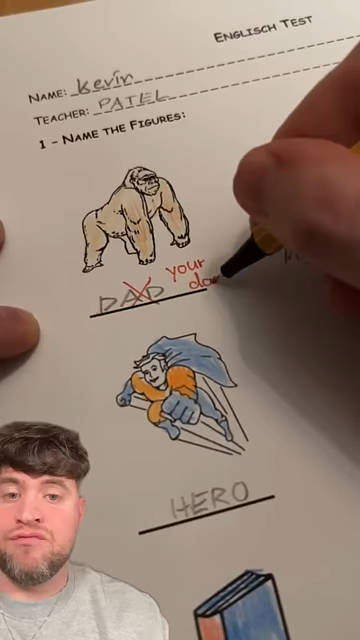 ENGLISCH TEST
NAME: Kevin
TEACHER: PATEL
1 - NAME THE FIGURES:
your
DAD
HERO